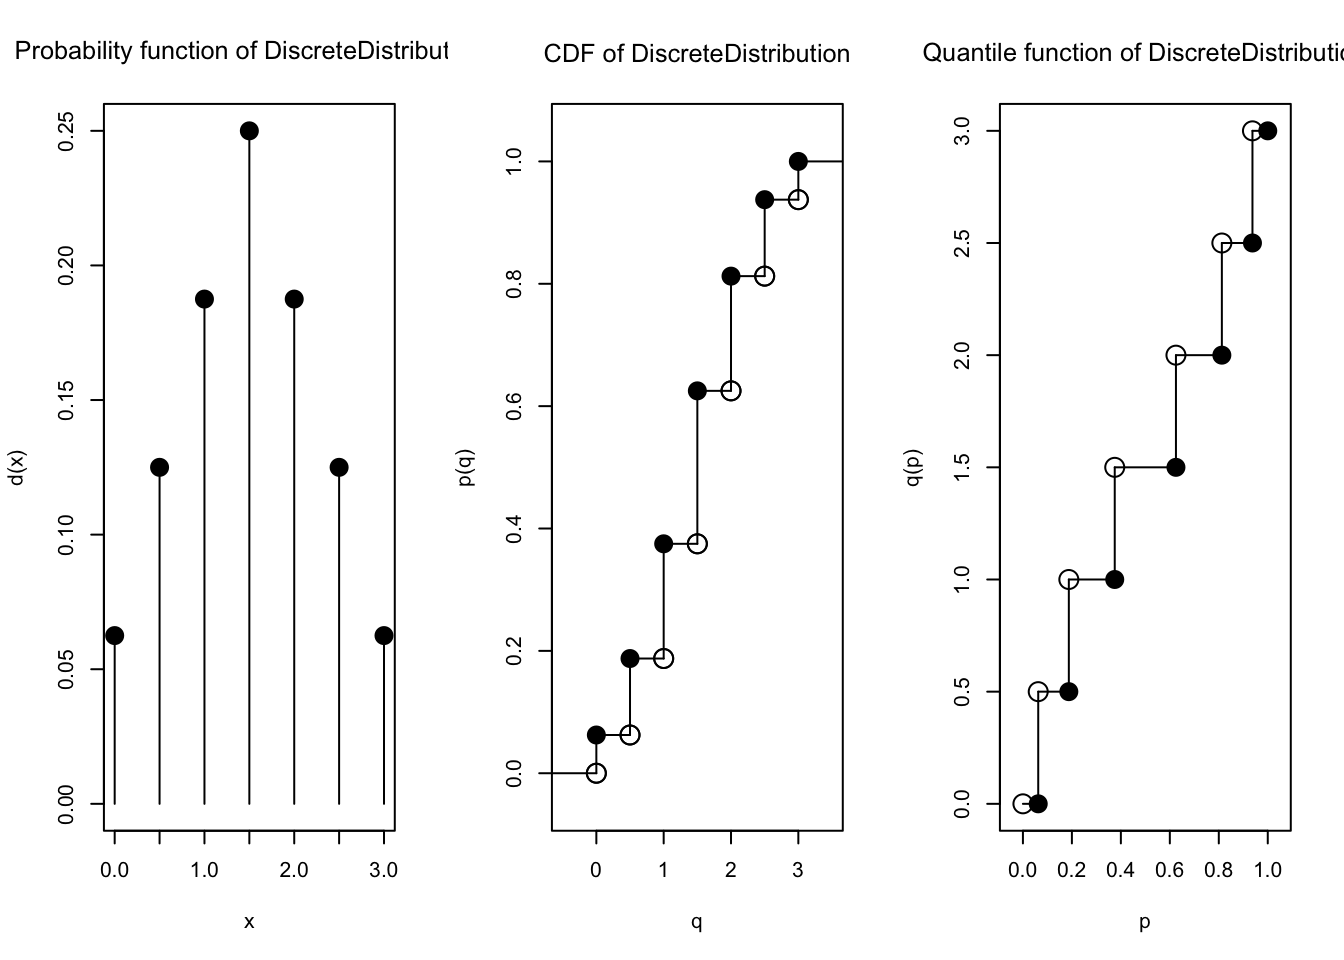 Probability function of DiscreteDistribut
d(x)
0.25
0.20
0.15
0.10
0.05
0.00
0.0 1.0 2.0 3.0
x
CDF of DiscreteDistribution
p(q)
1.0
0.8
0.6
0.4
0.2
0.0
0 1 2 3
q
Quantile function of DiscreteDistributio
q(p)
3.0
2.5
2.0
1.5
1.0
0.5
0.0
0.0 0.2 0.4 0.6 0.8 1.0
p